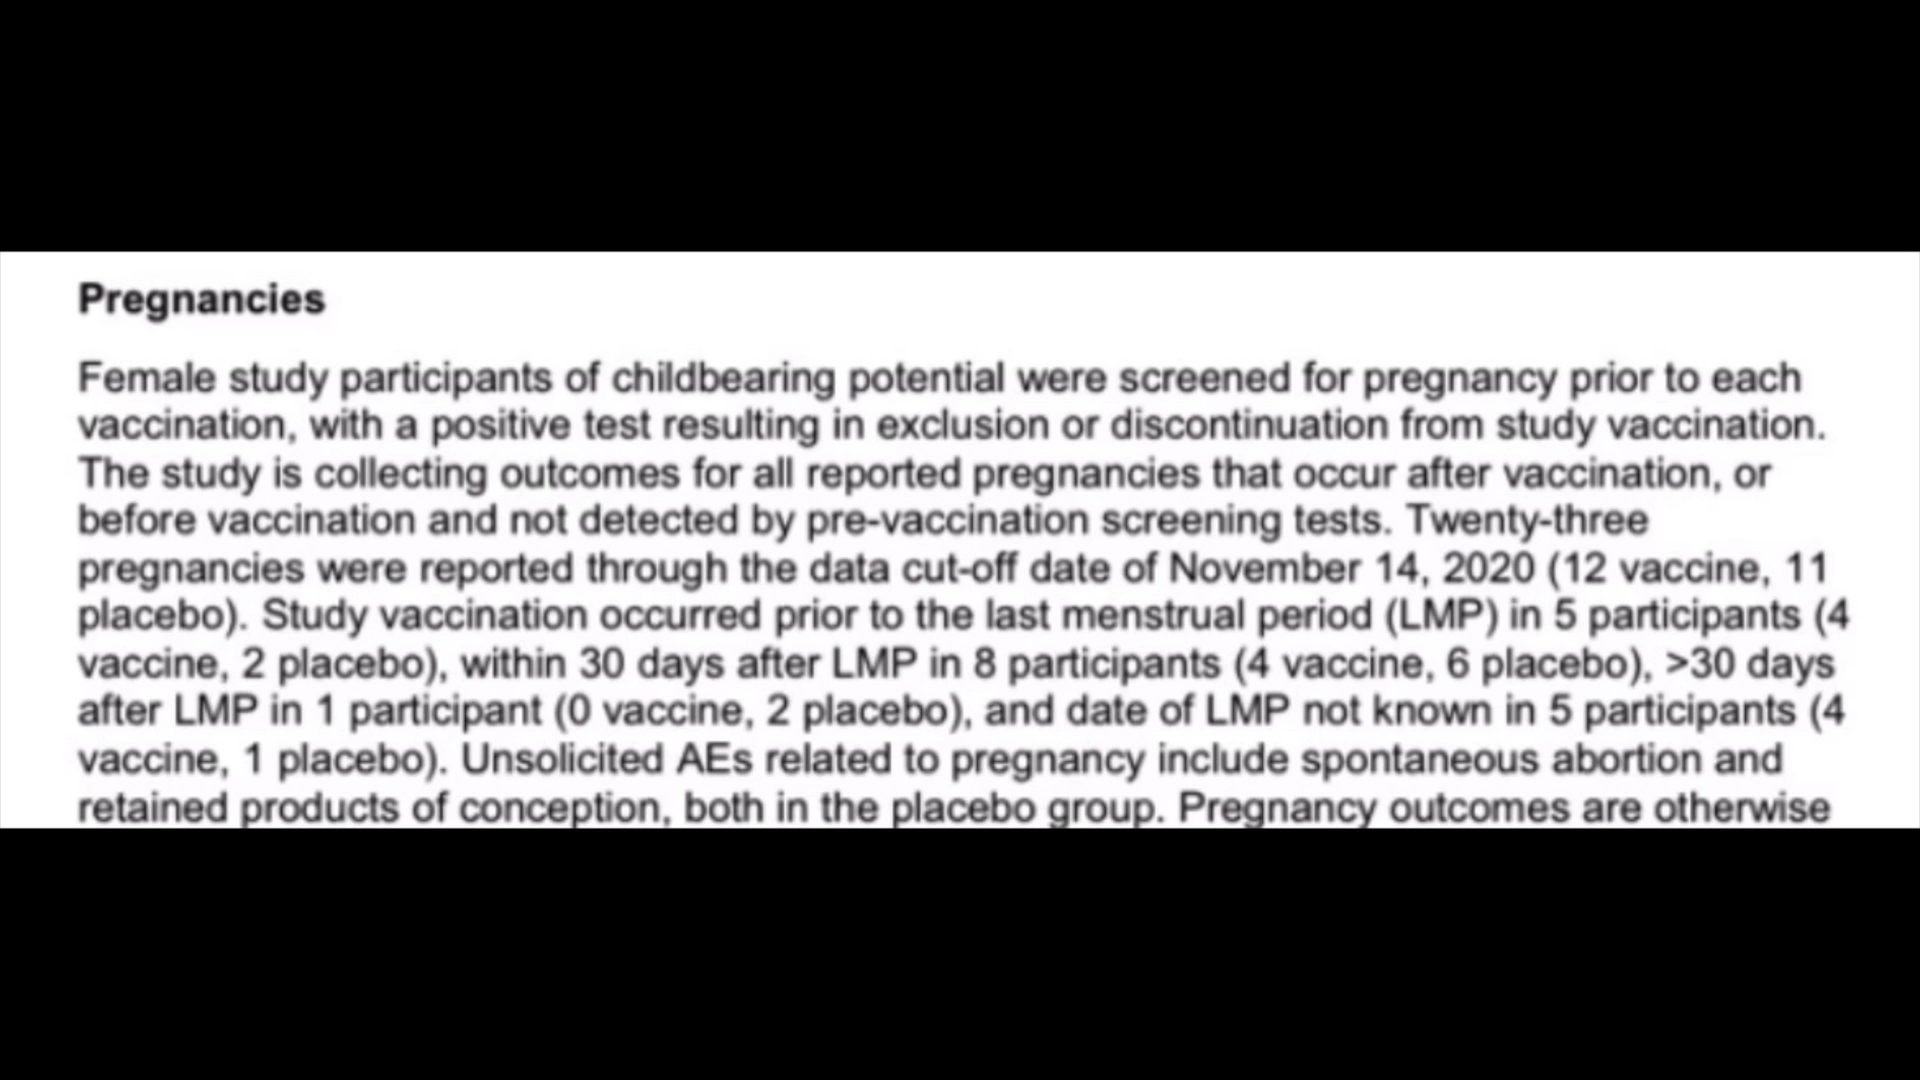 Pregnancies
Female study participants of childbearing potential were screened for pregnancy prior to each
vaccination, with a positive test resulting in exclusion or discontinuation from study vaccination.
The study is collecting outcomes for all reported pregnancies that occur after vaccination, or
before vaccination and not detected by pre-vaccination screening tests. Twenty-three
pregnancies were reported through the data cut-off date of November 14, 2020 (12 vaccine, 11
placebo). Study vaccination occurred prior to the last menstrual period (LMP) in 5 participants (4
vaccine, 2 placebo), within 30 days after LMP in 8 participants (4 vaccine, 6 placebo), >30 days
after LMP in 1 participant (0 vaccine, 2 placebo), and date of LMP not known in 5 participants (4
vaccine, 1 placebo). Unsolicited AEs related to pregnancy include spontaneous abortion and
retained products of conception, both in the placebo group. Pregnancy outcomes are otherwise